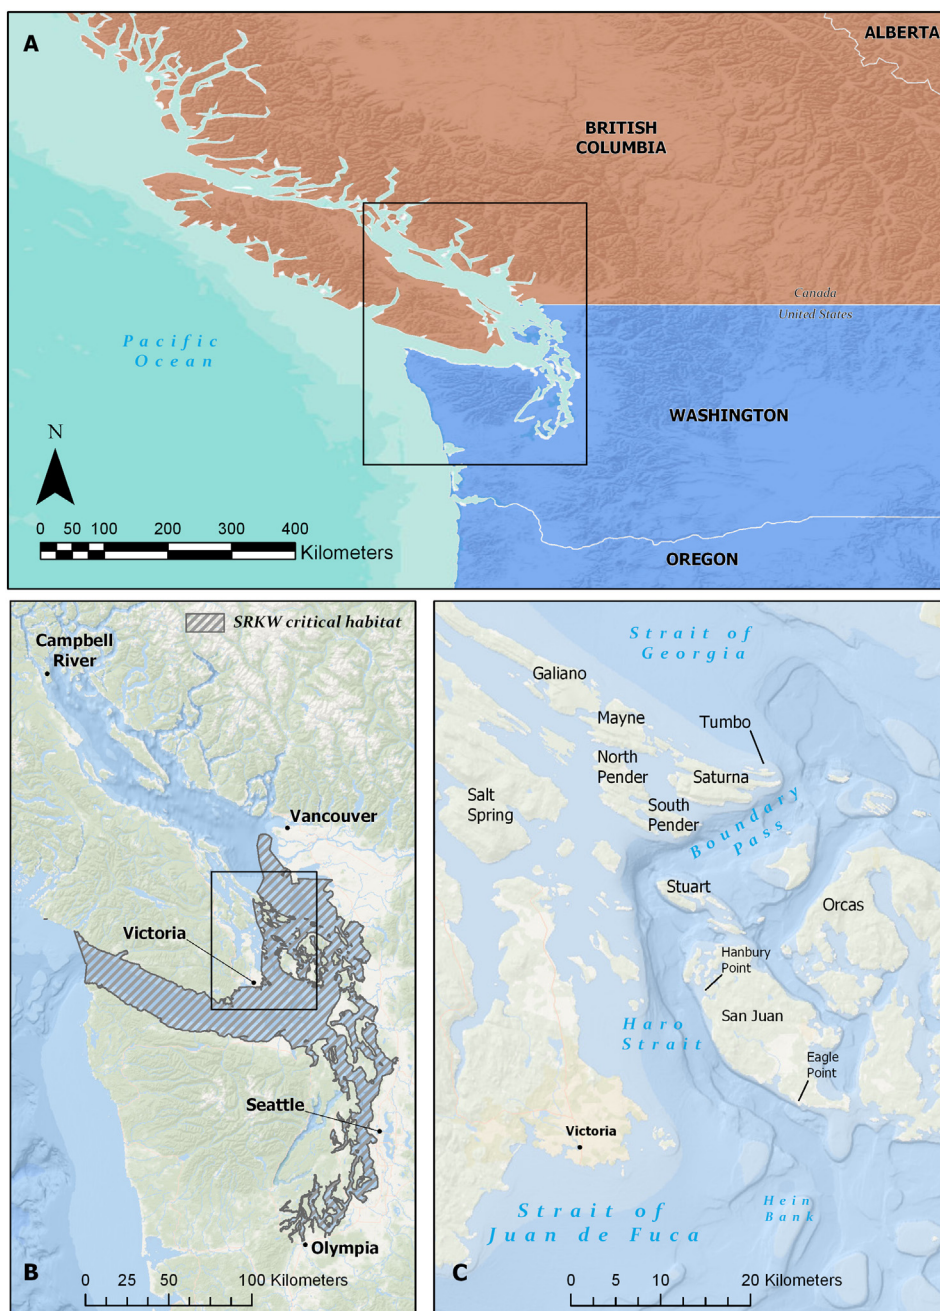 A
ALBERTA
BRITISH
COLUMBIA
Canada
United States
Pacific
Ocean
WASHINGTON
N
0 50 100 200 300 400
Kilometers
OREGON
SRKW critical habitat
Campbell
River
Vancouver
Victoria
Seattle
Olympia
B
0 25 50 100 Kilometers
Strait of
Georgia
Galiano
Mayne
Tumbo
North
Pender
Saturna
Salt
Spring
South
Pender
Boundary
Pass
Stuart
Orcas
Hanbury
Point
San Juan
Haro
Strait
Eagle
Point
Victoria
Hein
Bank
Strait of
Juan de Fuca
C
0 5 10 20 Kilometers